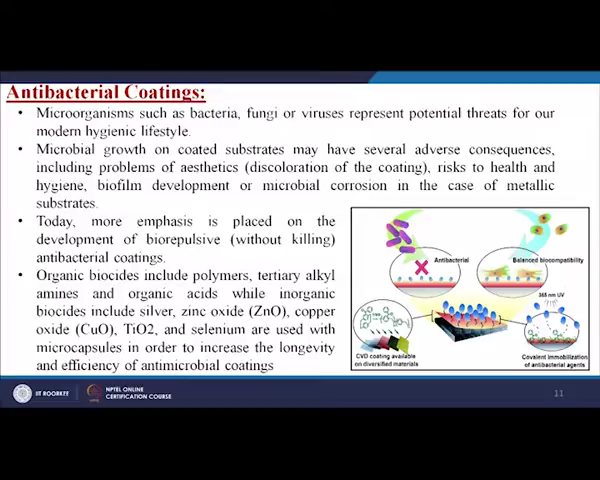 Antibacterial Coatings:
• Microorganisms such as bacteria, fungi or viruses represent potential threats for our
modern hygienic lifestyle.
• Microbial growth on coated substrates may have several adverse consequences,
including problems of aesthetics (discoloration of the coating), risks to health and
hygiene, biofilm development or microbial corrosion in the case of metallic
substrates.
• Today, more emphasis is placed on the
development of biorepulsive (without killing)
antibacterial coatings.
• Organic biocides include polymers, tertiary alkyl
amines and organic acids while inorganic
biocides include silver, zinc oxide (ZnO), copper
oxide (CuO), TiO2, and selenium are used with
microcapsules in order to increase the longevity
and efficiency of antimicrobial coatings
Antibacterial
Balanced biocompatibility
365 nm UV
CVD coating available
on diversified materials
Covalent immobilization
of antibacterial agents
IIT ROORKEE
NPTEL ONLINE
CERTIFICATION COURSE
11